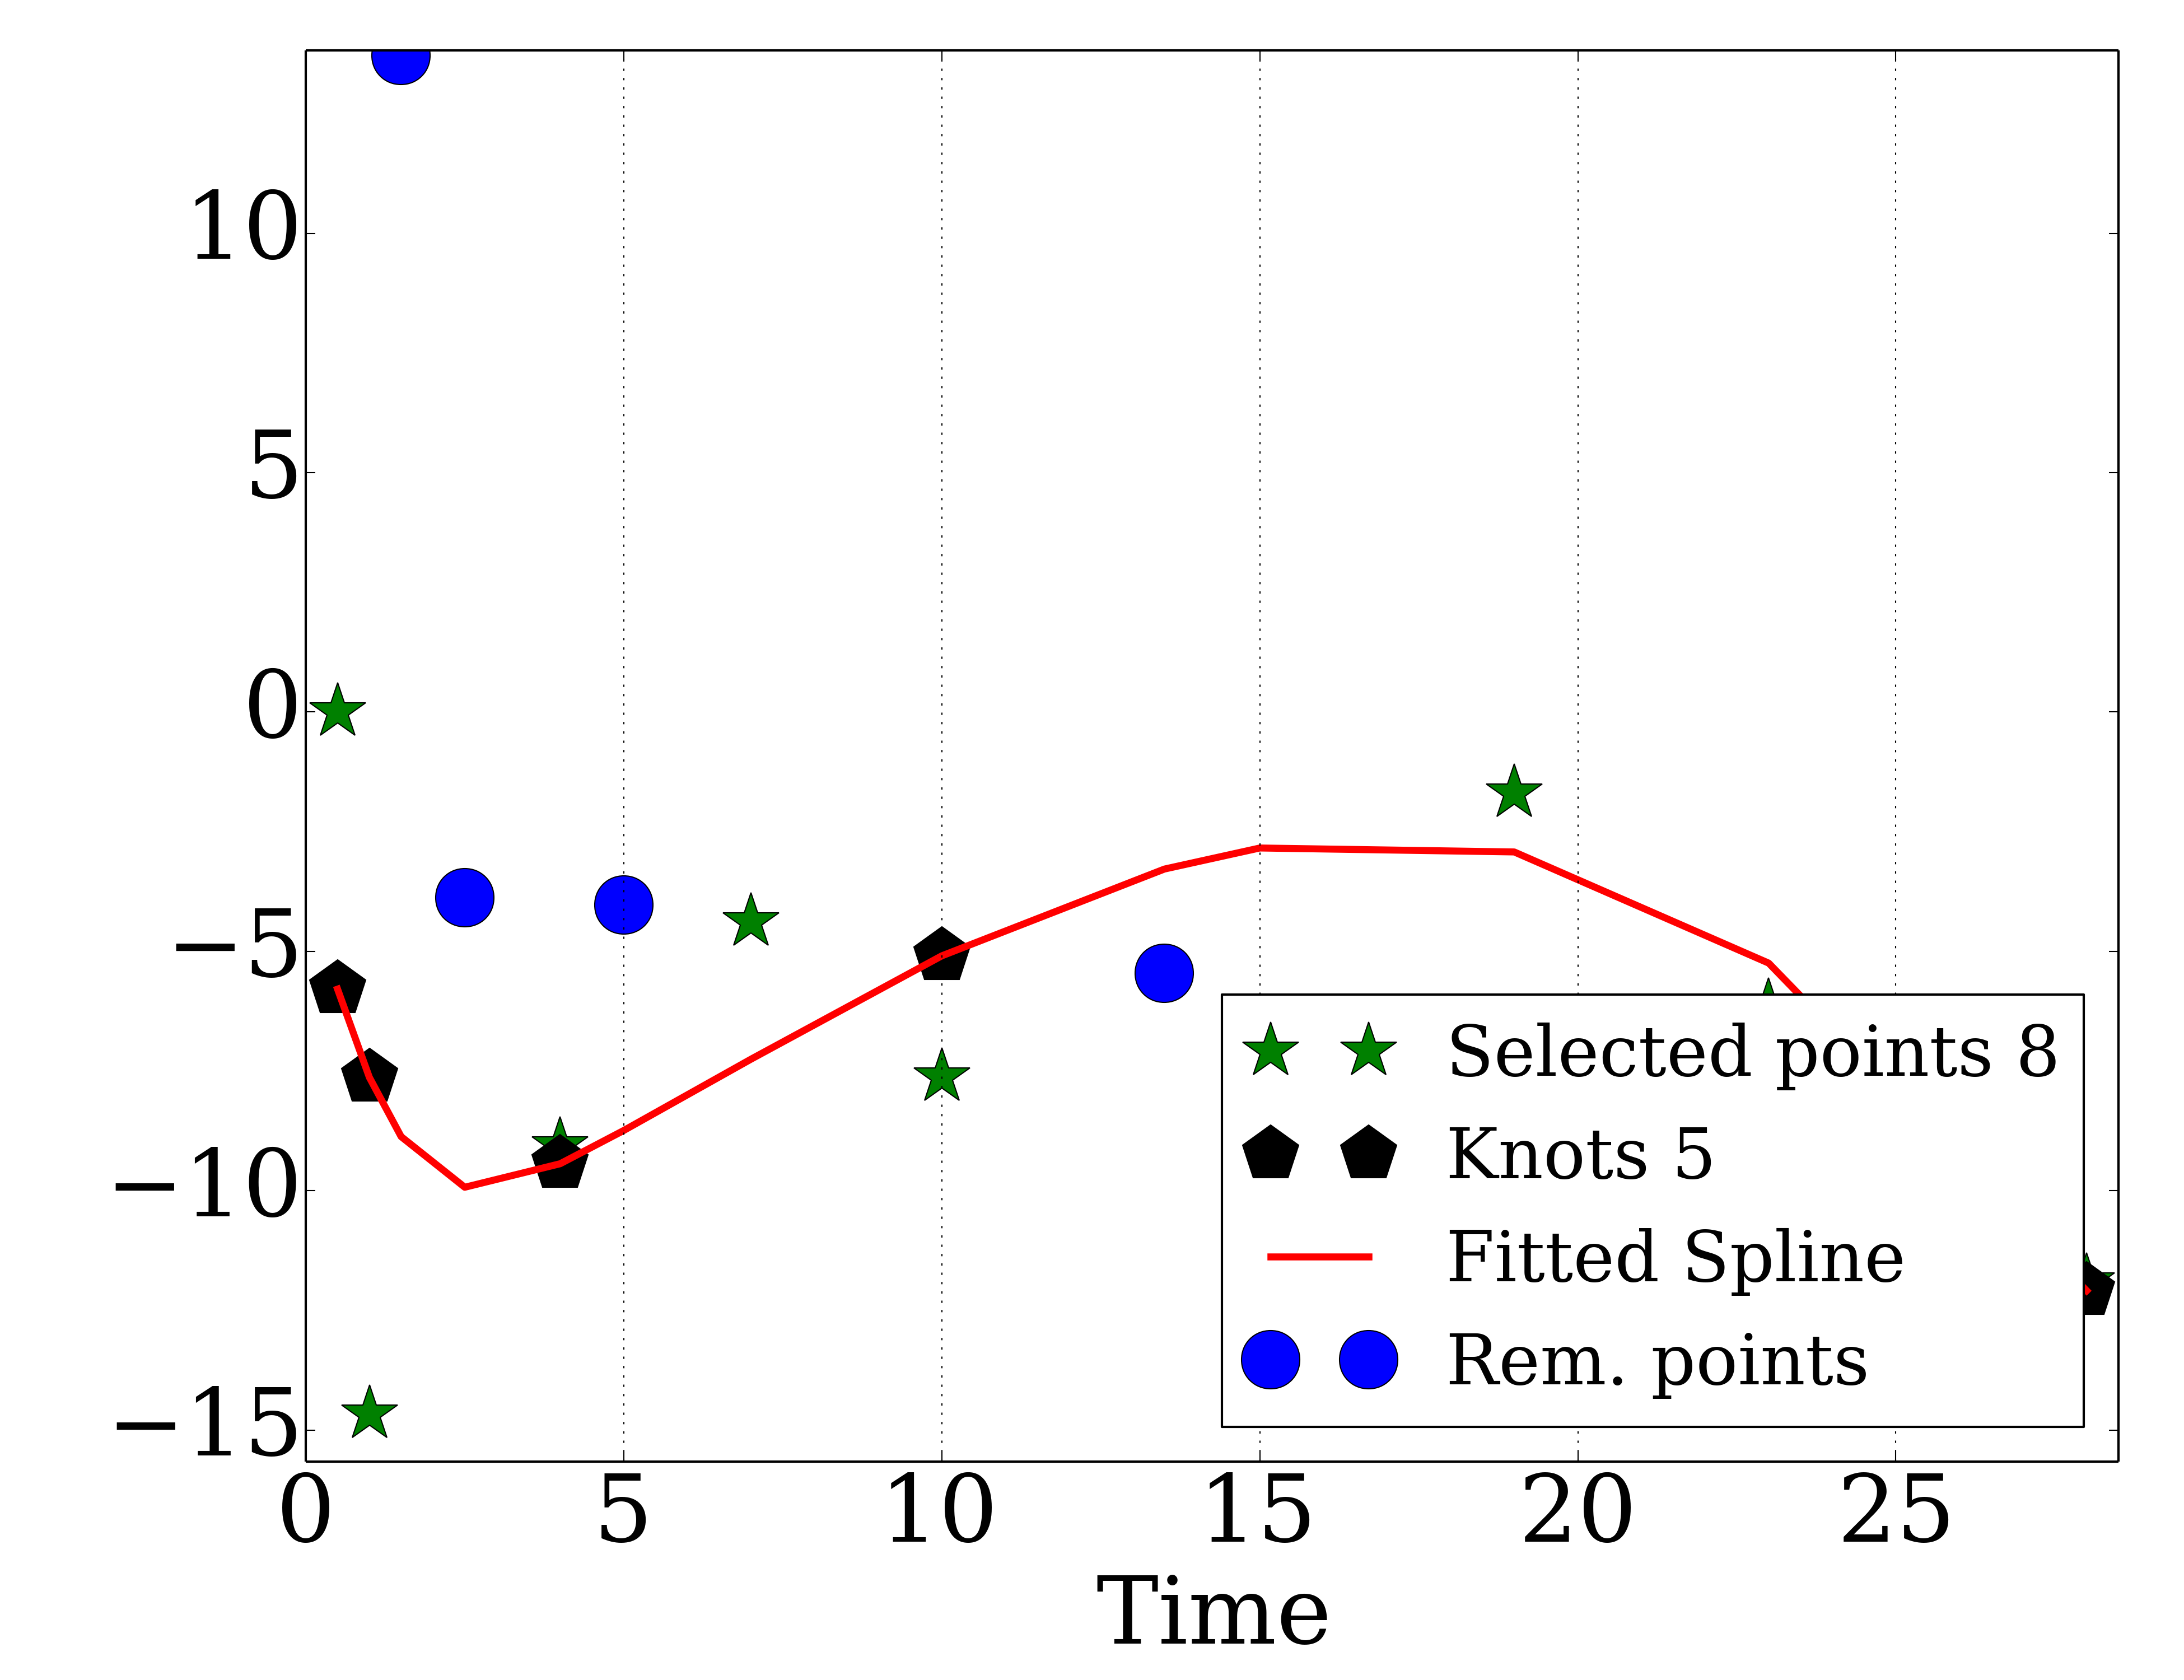 10
5
0
−5
−10
−15
Selected points 8
Knots 5
Fitted Spline
Rem. points
0 5 10 15 20 25
Time